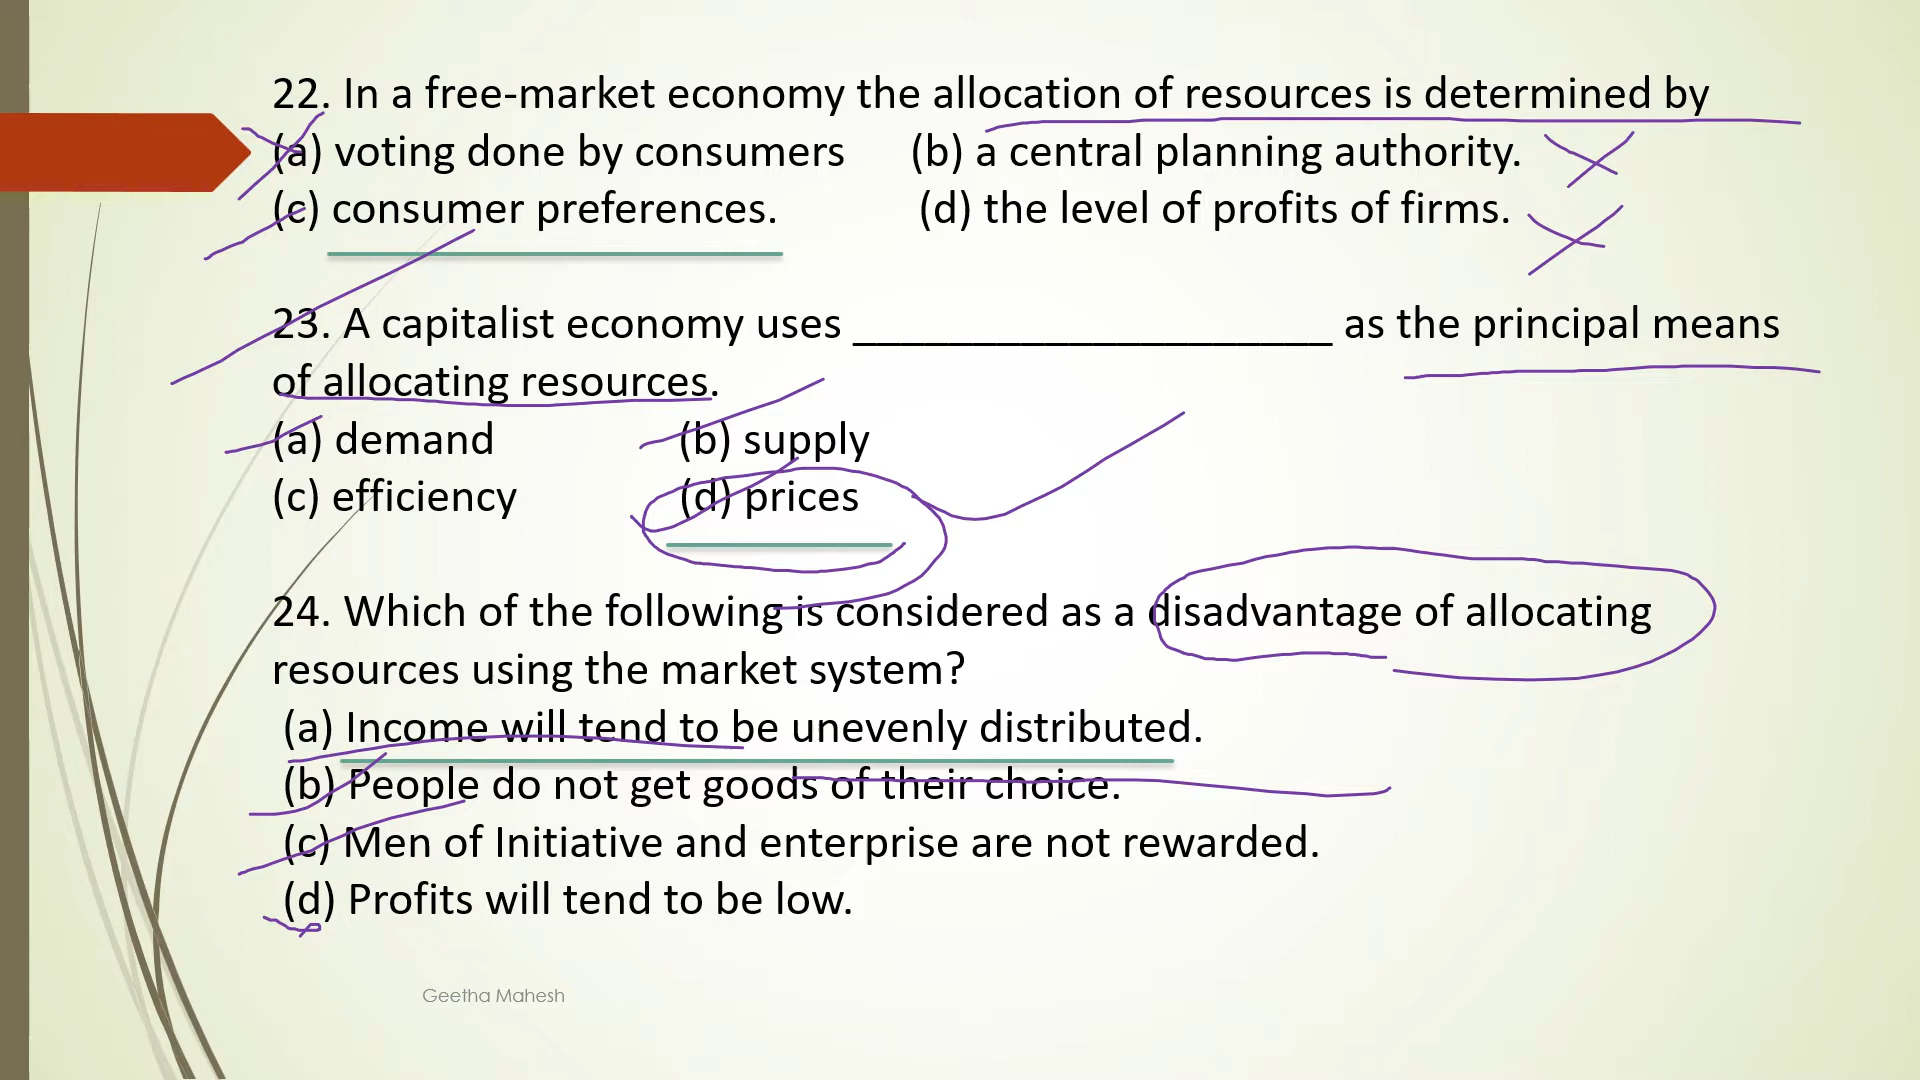 22. In a free-market economy the allocation of resources is determined by
(a) voting done by consumers (b) a central planning authority.
(c) consumer preferences. (d) the level of profits of firms.
23. A capitalist economy uses ____________________ as the principal means
of allocating resources.
(a) demand (b) supply
(c) efficiency (d) prices
24. Which of the following is considered as a disadvantage of allocating
resources using the market system?
(a) Income will tend to be unevenly distributed.
(b) People do not get goods of their choice.
(c) Men of Initiative and enterprise are not rewarded.
(d) Profits will tend to be low.
Geetha Mahesh